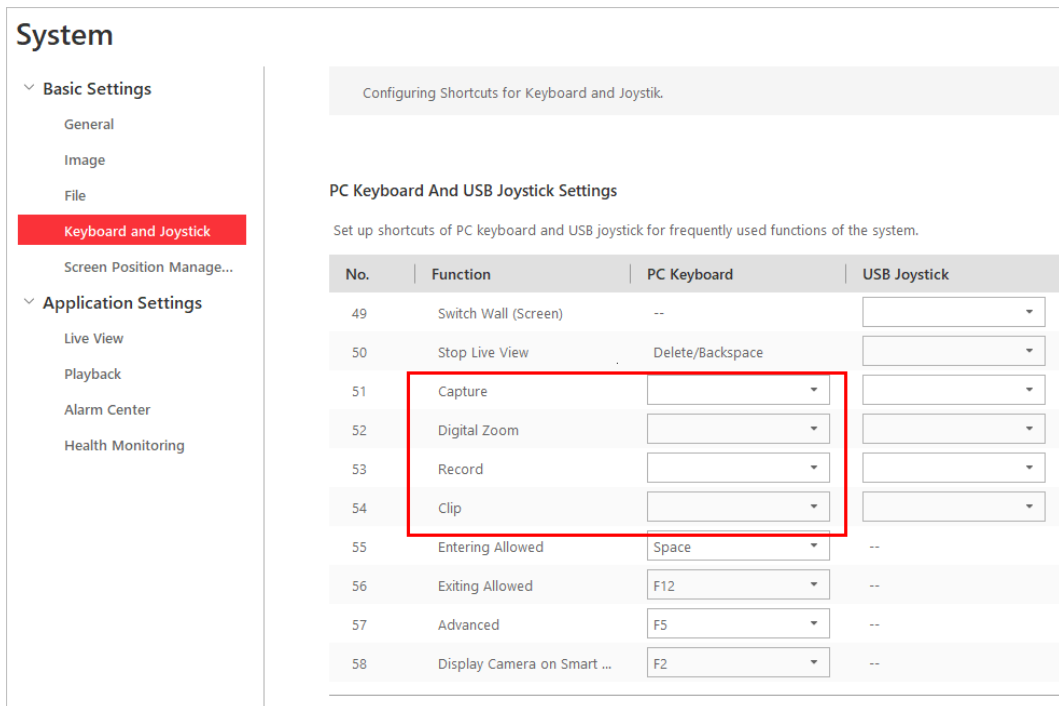 System
Basic Settings
General
Image
File
Keyboard and Joystick
Screen Position Manage...
Application Settings
Live View
Playback
Alarm Center
Health Monitoring
Configuring Shortcuts for Keyboard and Joystik.
PC Keyboard And USB Joystick Settings
Set up shortcuts of PC keyboard and USB joystick for frequently used functions of the system.
No. Function PC Keyboard USB Joystick
49 Switch Wall (Screen) --
50 Stop Live View Delete/Backspace
51 Capture
52 Digital Zoom
53 Record
54 Clip
55 Entering Allowed Space --
56 Exiting Allowed F12 --
57 Advanced F5 --
58 Display Camera on Smart ... F2 --